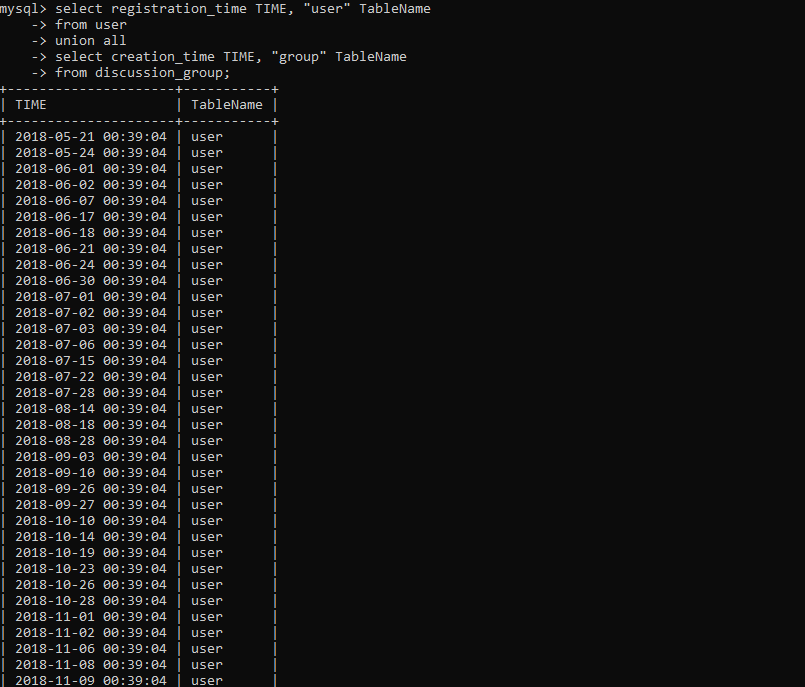 mysql> select registration_time TIME, "user" TableName
    -> from user
    -> union all
    -> select creation_time TIME, "group" TableName
    -> from discussion_group;
+---------------------+-----------+
| TIME                | TableName |
+---------------------+-----------+
| 2018-05-21 00:39:04 | user      |
| 2018-05-24 00:39:04 | user      |
| 2018-06-01 00:39:04 | user      |
| 2018-06-02 00:39:04 | user      |
| 2018-06-07 00:39:04 | user      |
| 2018-06-17 00:39:04 | user      |
| 2018-06-18 00:39:04 | user      |
| 2018-06-21 00:39:04 | user      |
| 2018-06-24 00:39:04 | user      |
| 2018-06-30 00:39:04 | user      |
| 2018-07-01 00:39:04 | user      |
| 2018-07-02 00:39:04 | user      |
| 2018-07-03 00:39:04 | user      |
| 2018-07-06 00:39:04 | user      |
| 2018-07-15 00:39:04 | user      |
| 2018-07-22 00:39:04 | user      |
| 2018-07-28 00:39:04 | user      |
| 2018-08-14 00:39:04 | user      |
| 2018-08-18 00:39:04 | user      |
| 2018-08-28 00:39:04 | user      |
| 2018-09-03 00:39:04 | user      |
| 2018-09-10 00:39:04 | user      |
| 2018-09-26 00:39:04 | user      |
| 2018-09-27 00:39:04 | user      |
| 2018-10-10 00:39:04 | user      |
| 2018-10-14 00:39:04 | user      |
| 2018-10-19 00:39:04 | user      |
| 2018-10-23 00:39:04 | user      |
| 2018-10-26 00:39:04 | user      |
| 2018-10-28 00:39:04 | user      |
| 2018-11-01 00:39:04 | user      |
| 2018-11-02 00:39:04 | user      |
| 2018-11-06 00:39:04 | user      |
| 2018-11-08 00:39:04 | user      |
| 2018-11-09 00:39:04 | user      |